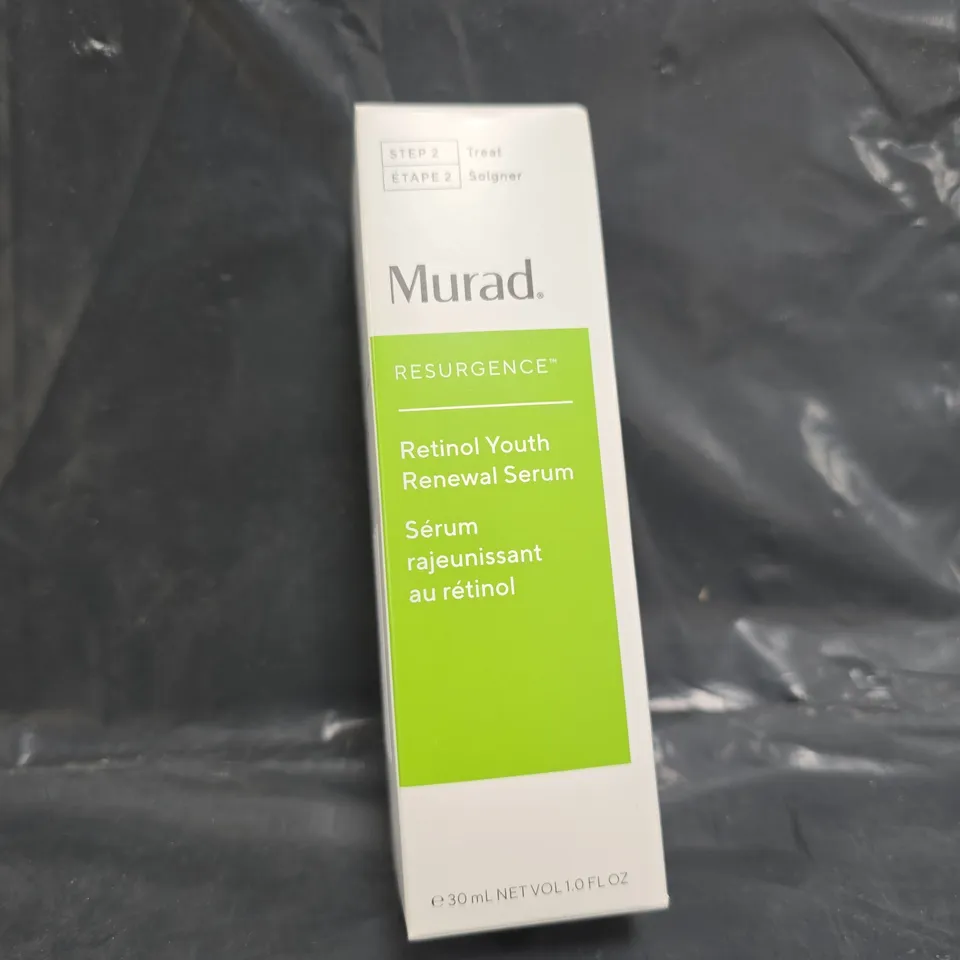 STEP 2 Treat
ÉTAPE 2 Soigner
Murad®
RESURGENCE™
Retinol Youth
Renewal Serum
Sérum
rajeunissant
au rétinol
℮ 30 mL NET VOL 1.0 FL OZ